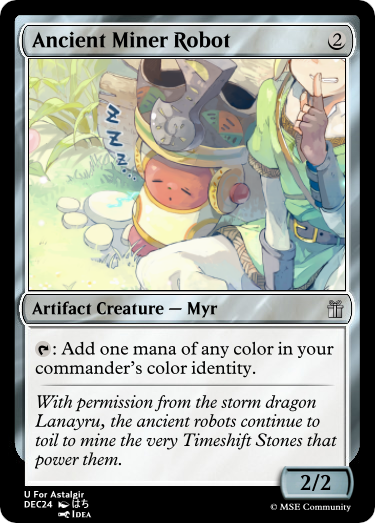 Ancient Miner Robot 2
Z Z Z...
Artifact Creature — Myr
: Add one mana of any color in your
commander's color identity.
With permission from the storm dragon
Lanayru, the ancient robots continue to
toil to mine the very Timeshift Stones that
power them.
2/2
U For Astalgir
DEC24 はち
IDEA
© MSE Community